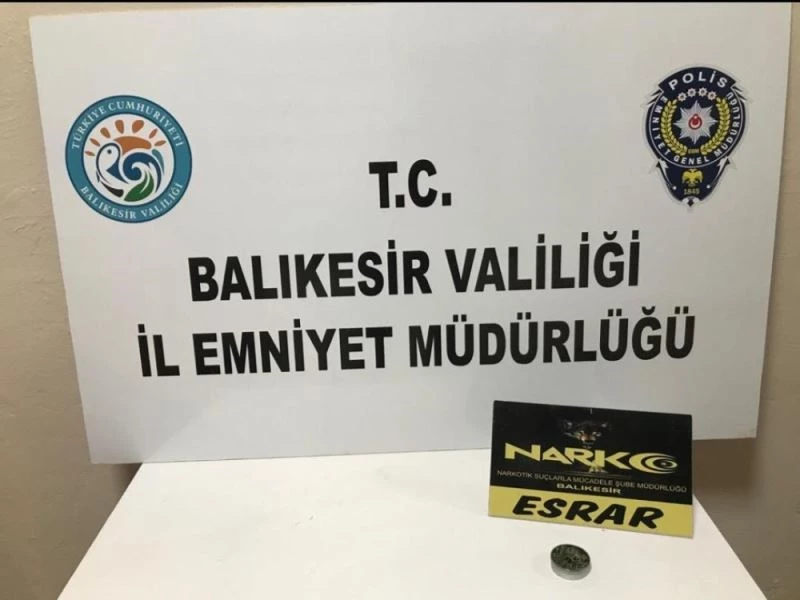 TÜRKİYE CUMHURİYETİ
BALIKESİR VALİLİĞİ
POLİS
EMNİYET GENEL MÜDÜRLÜĞÜ
EGM
1845
T.C.
BALIKESİR VALİLİĞİ
İL EMNİYET MÜDÜRLÜĞÜ
NARKO
NARKOTİK SUÇLARLA MÜCADELE ŞUBE MÜDÜRLÜĞÜ
BALIKESİR
ESRAR